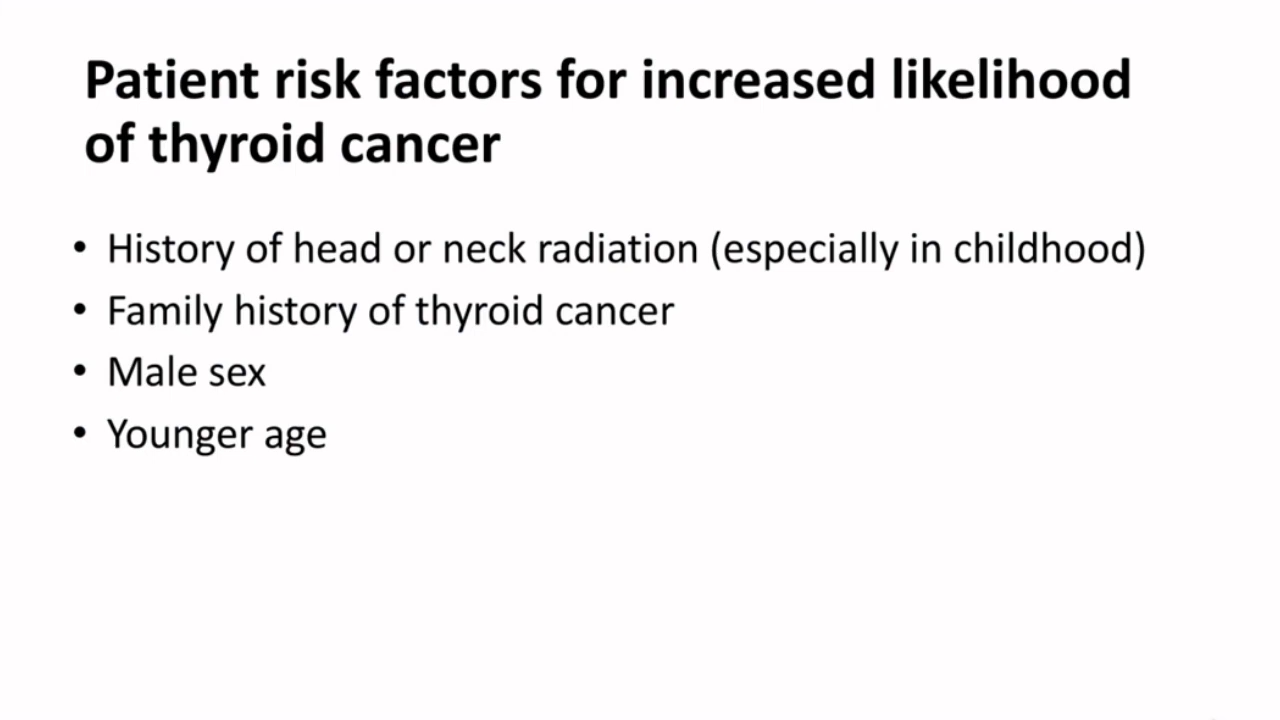 Patient risk factors for increased likelihood
of thyroid cancer
• History of head or neck radiation (especially in childhood)
• Family history of thyroid cancer
• Male sex
• Younger age